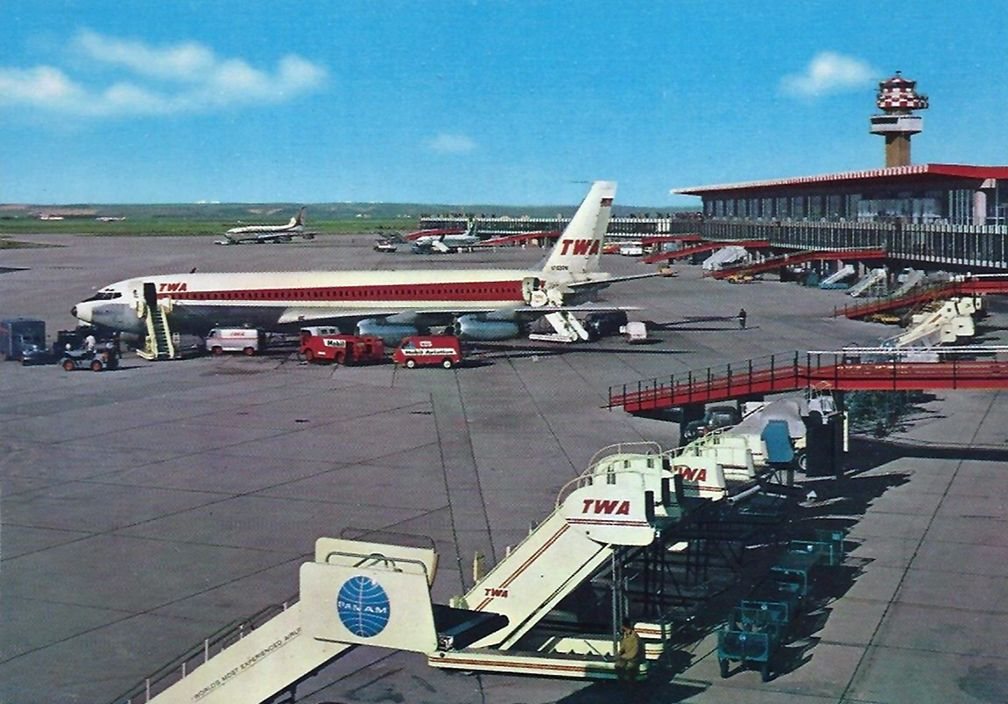 TWA
TWA
Mobil
Mobil Aviation
TWA
TWA
TWA
PAN AM
WORLD'S MOST EXPERIENCED AIRLINE